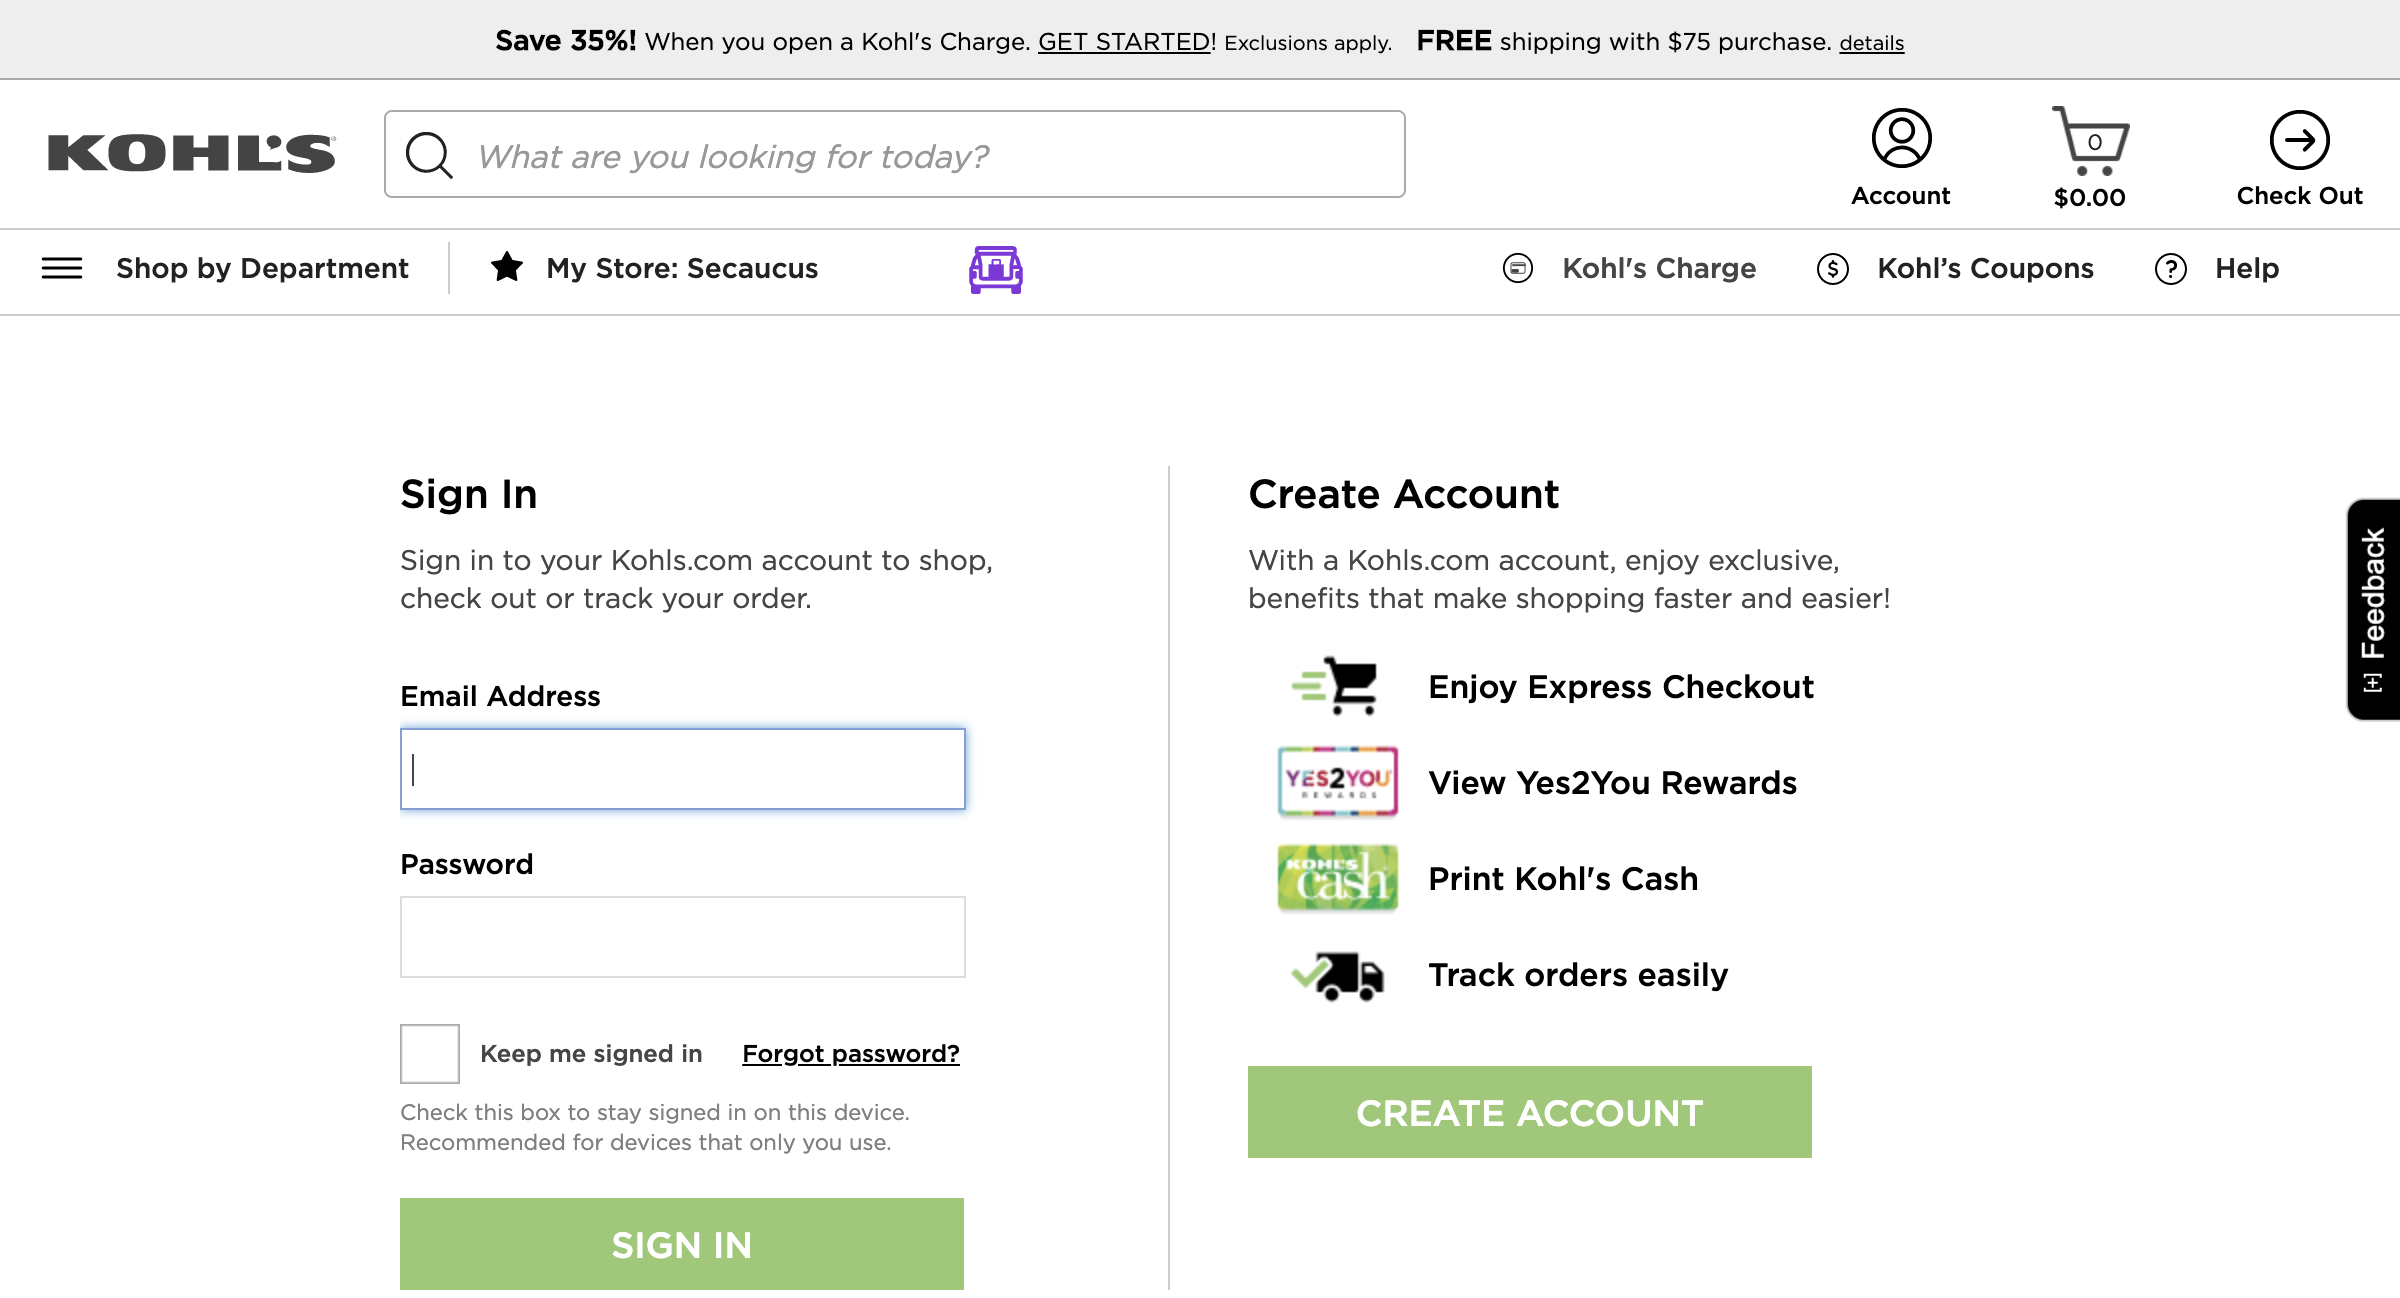 Save 35%! When you open a Kohl's Charge. GET STARTED! Exclusions apply. FREE shipping with $75 purchase. details
KOHL'S
What are you looking for today?
Account
0
$0.00
Check Out
Shop by Department
My Store: Secaucus
Kohl's Charge
$
Kohl’s Coupons
?
Help
Sign In
Sign in to your Kohls.com account to shop,
check out or track your order.
Email Address
Password
Keep me signed in
Forgot password?
Check this box to stay signed in on this device.
Recommended for devices that only you use.
SIGN IN
Create Account
With a Kohls.com account, enjoy exclusive,
benefits that make shopping faster and easier!
Enjoy Express Checkout
YES2YOU
REWARDS
View Yes2You Rewards
KOHL'S
cash
Print Kohl's Cash
Track orders easily
CREATE ACCOUNT
[+] Feedback